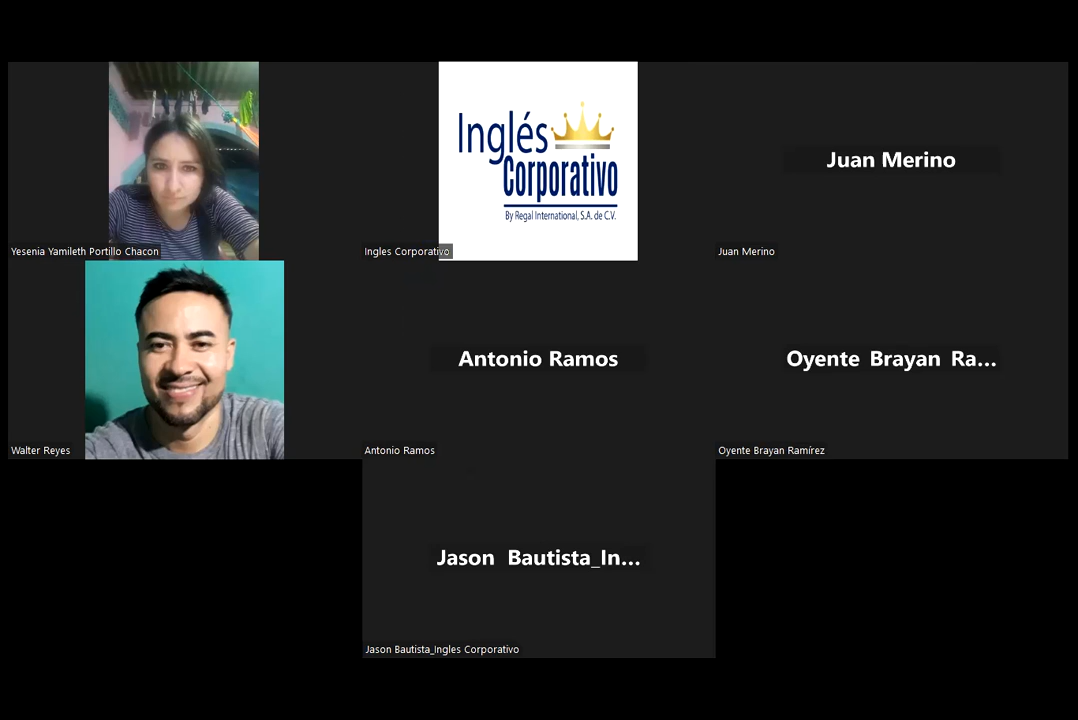 Inglés
Corporativo
By Regal International, S.A. de C.V.
Juan Merino
Yesenia Yamileth Portillo Chacon
Ingles Corporativo
Juan Merino
Antonio Ramos
Oyente Brayan Ra...
Walter Reyes
Antonio Ramos
Oyente Brayan Ramírez
Jason Bautista_In...
Jason Bautista_Ingles Corporativo